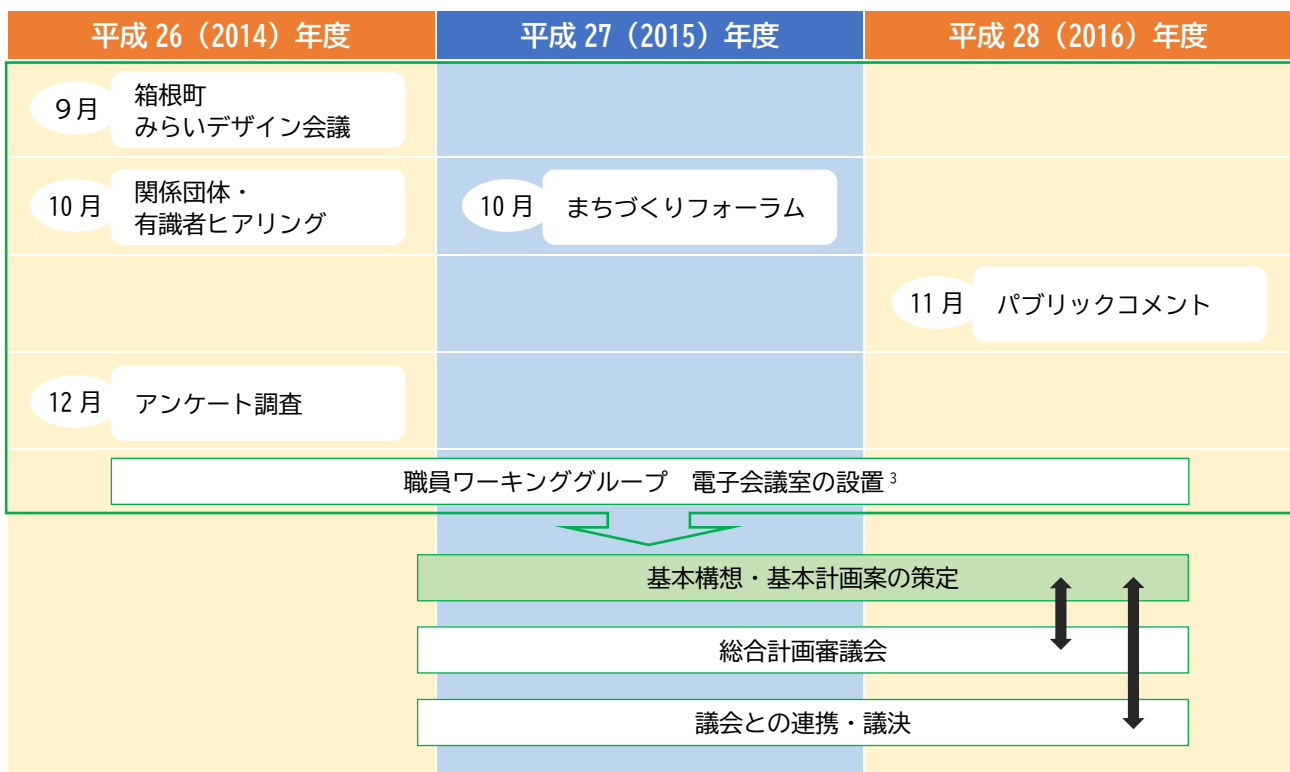 平成 26（2014）年度
平成 27（2015）年度
平成 28（2016）年度
9月
箱根町
みらいデザイン会議
10月
関係団体・
有識者ヒアリング
10月
まちづくりフォーラム
11月
パブリックコメント
12月
アンケート調査
職員ワーキンググループ　電子会議室の設置³
基本構想・基本計画案の策定
総合計画審議会
議会との連携・議決